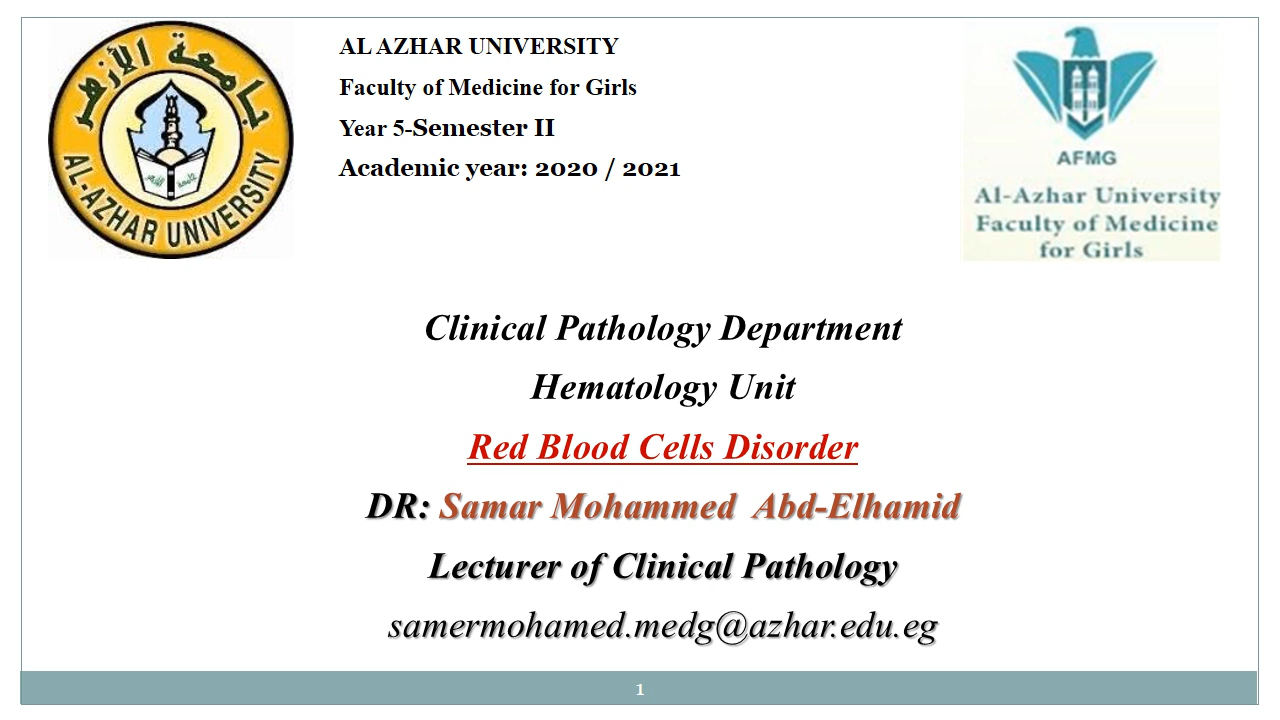 جامعة الأزهر
AL-AZHAR UNIVERSITY
AL AZHAR UNIVERSITY
Faculty of Medicine for Girls
Year 5-Semester II
Academic year: 2020 / 2021
AFMG
Al-Azhar University
Faculty of Medicine
for Girls
Clinical Pathology Department
Hematology Unit
Red Blood Cells Disorder
DR: Samar Mohammed Abd-Elhamid
Lecturer of Clinical Pathology
samermohamed.medg@azhar.edu.eg
1